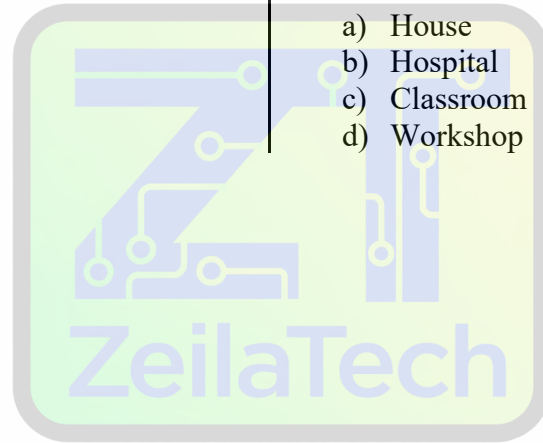 a) House
b) Hospital
c) Classroom
d) Workshop
ZeilaTech